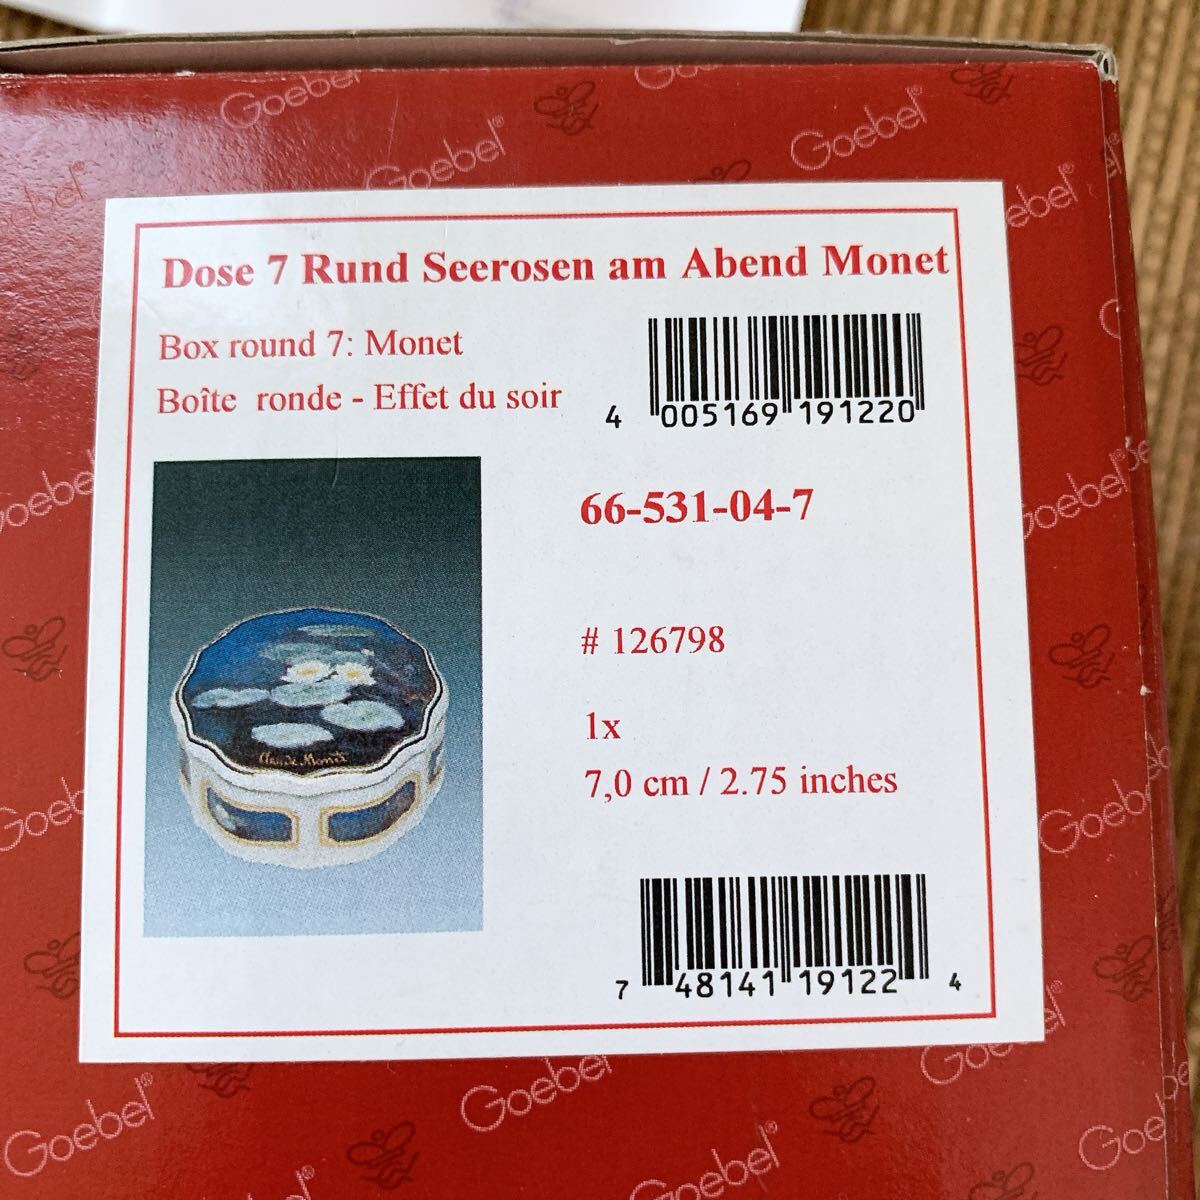 Goebel®
Goebel®
Goebel®
Dose 7 Rund Seerosen am Abend Monet
Box round 7: Monet
Boîte ronde - Effet du soir
4 005169 191220
66-531-04-7
# 126798
1x
7,0 cm / 2.75 inches
Claude Monet
7 48141 19122 4
Goebel®
Goebel®
Goebel®